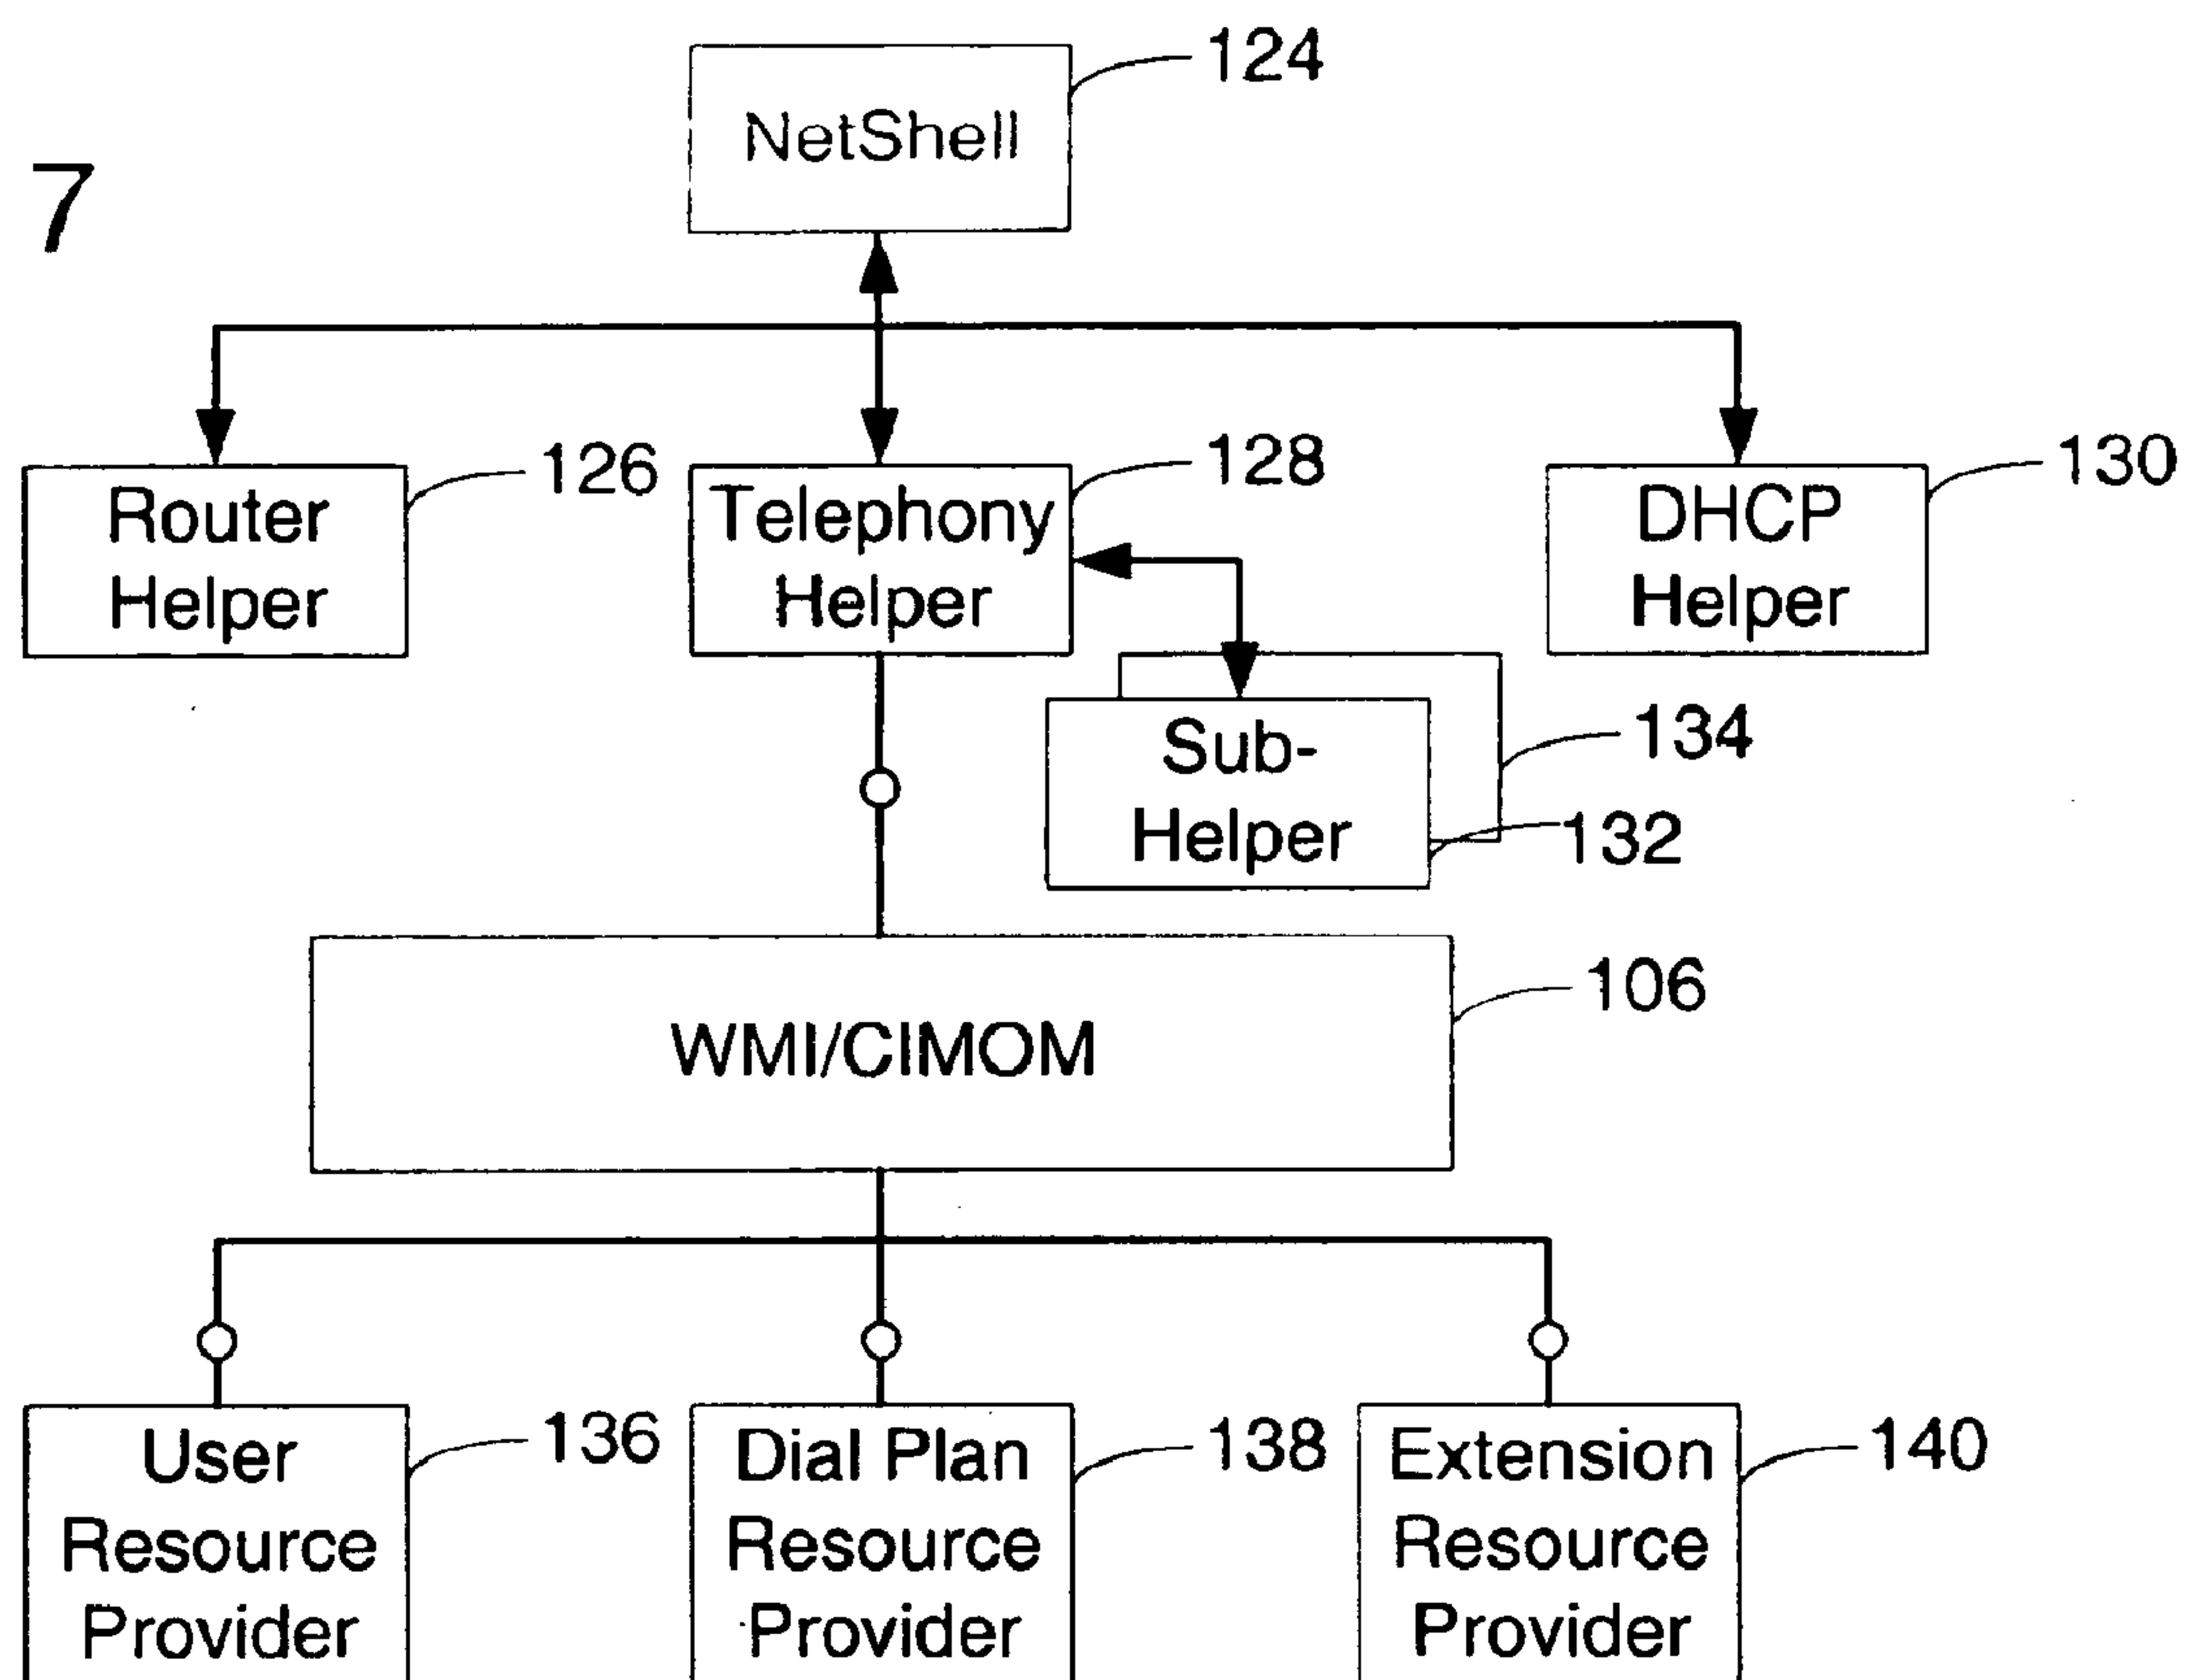 124
NetShell
7
126
Router
Helper
128
Telephony
Helper
130
DHCP
Helper
134
Sub-
Helper
132
106
WMI/CIMOM
136
User
Resource
Provider
138
Dial Plan
Resource
Provider
140
Extension
Resource
Provider